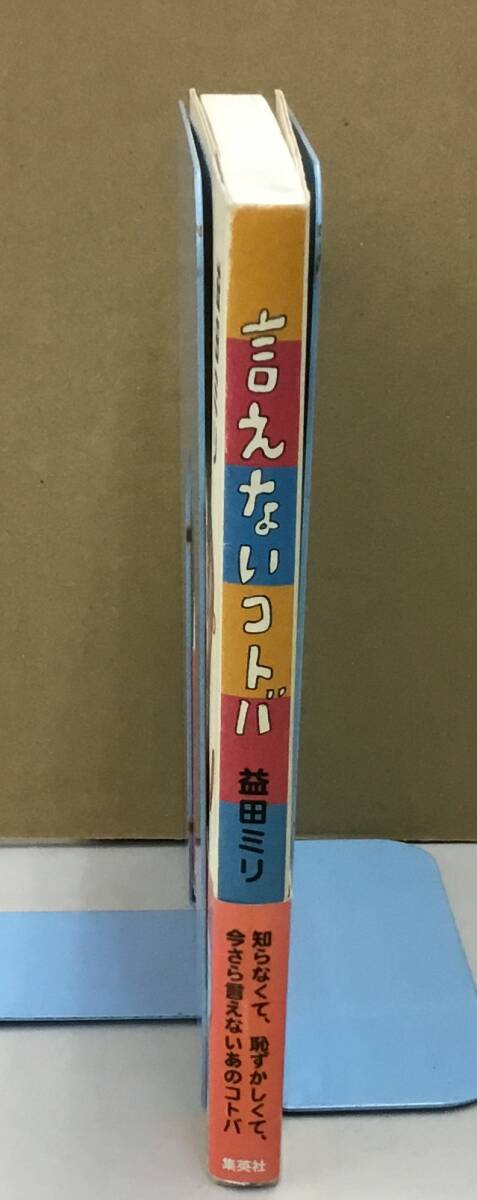 言えないコトバ
益田ミリ
知らなくて、恥ずかしくて、
今さら言えないあのコトバ
集英社